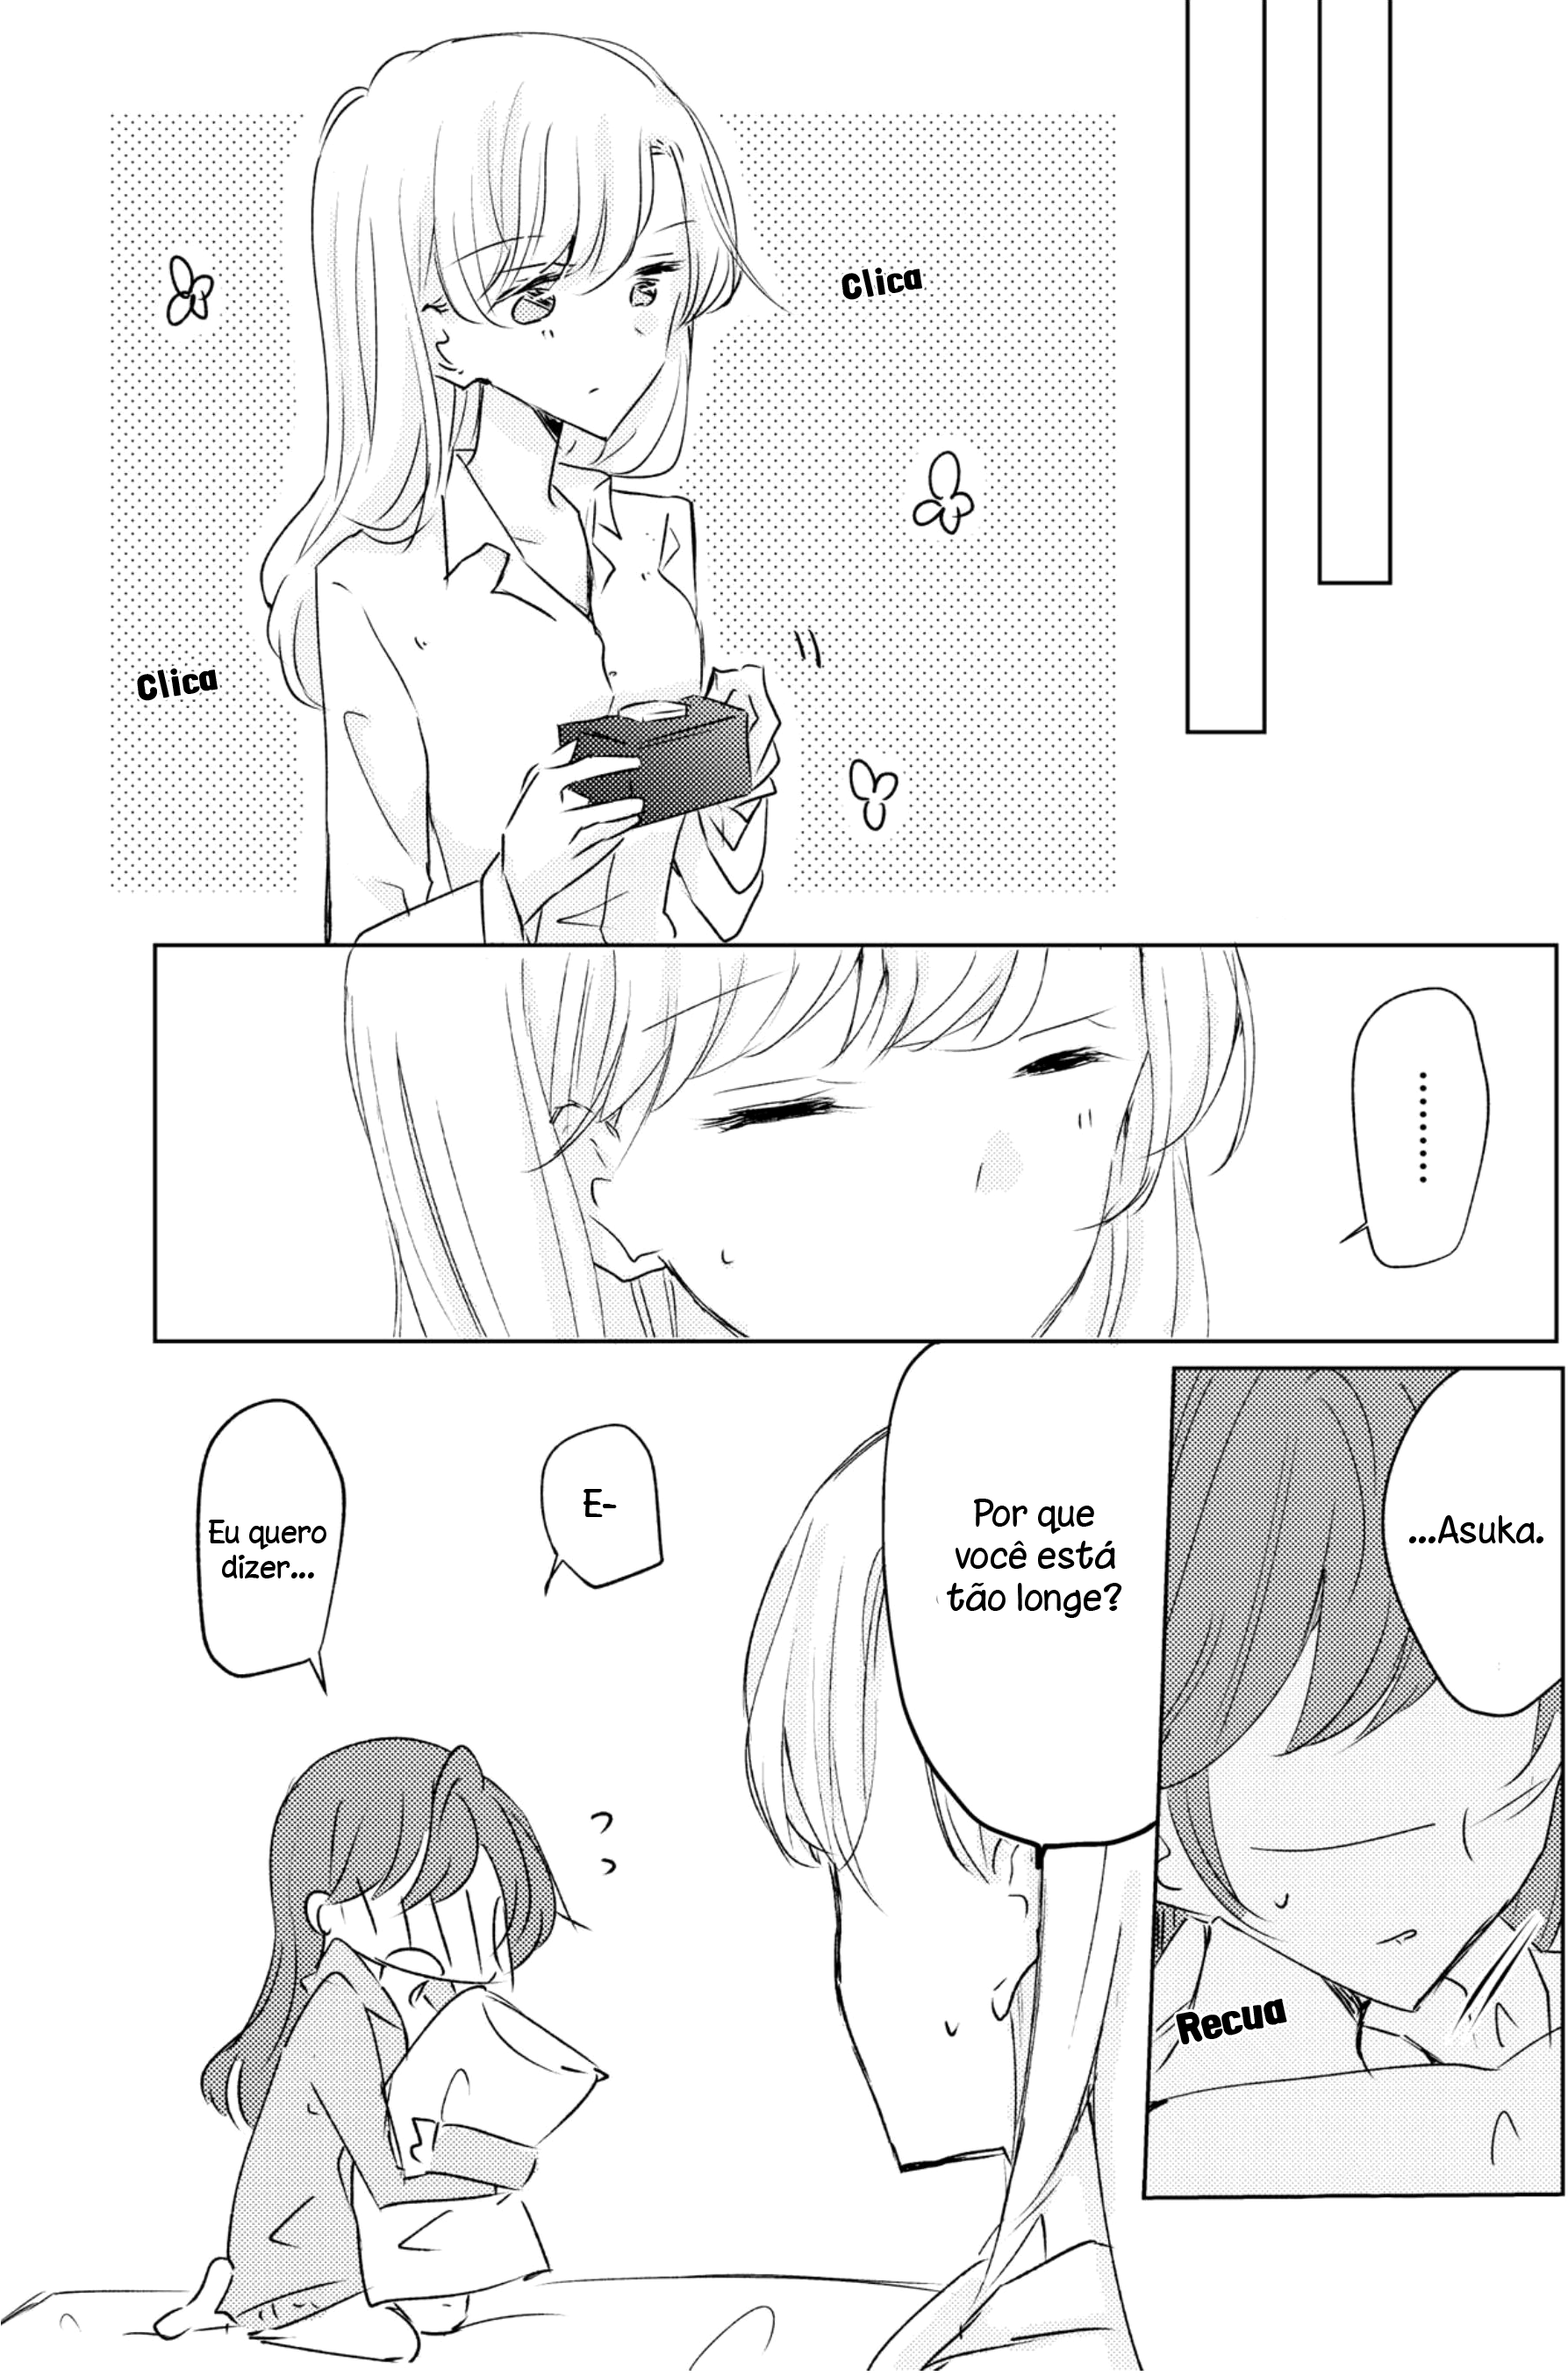 Clica
Clica
.........
...Asuka.
Recua
Por que
você está
tão longe?
E-
Eu quero
dizer...